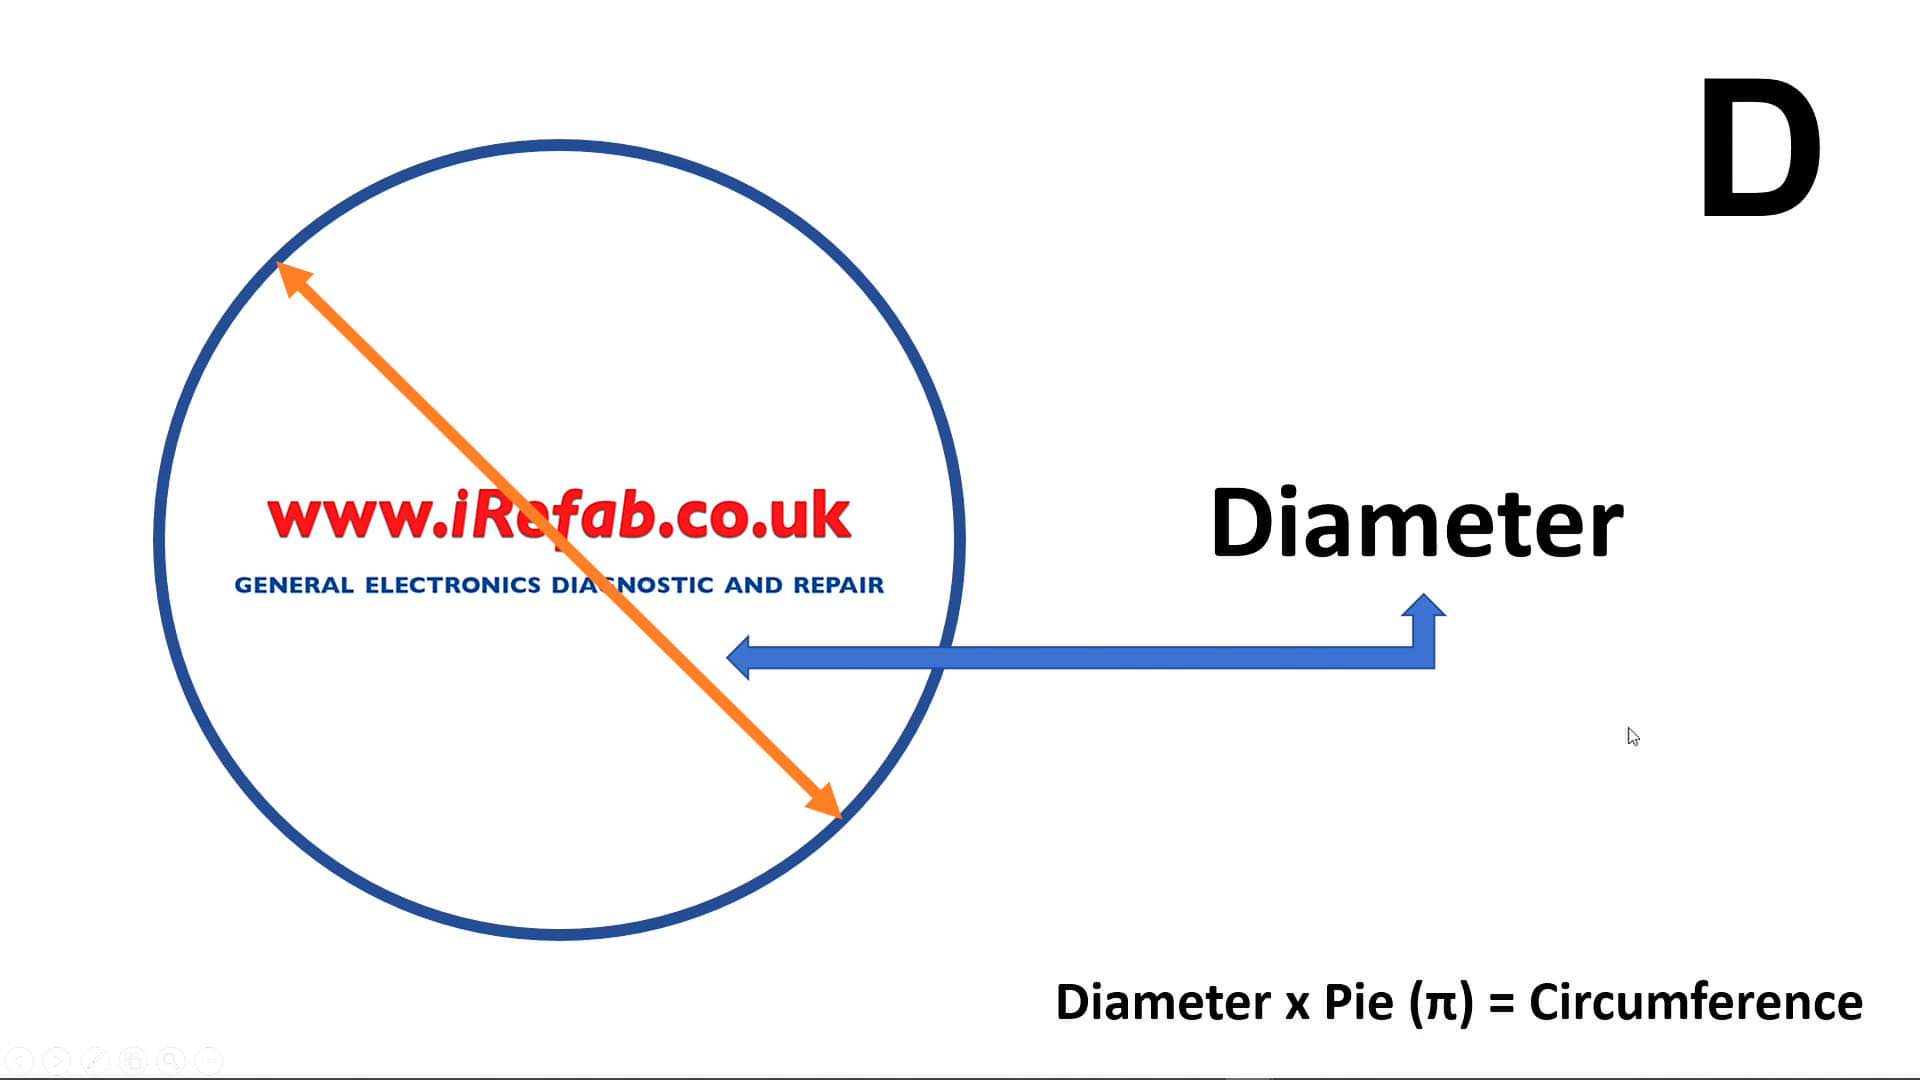 D
www.iRefab.co.uk
GENERAL ELECTRONICS DIAGNOSTIC AND REPAIR
Diameter
Diameter x Pie (π) = Circumference